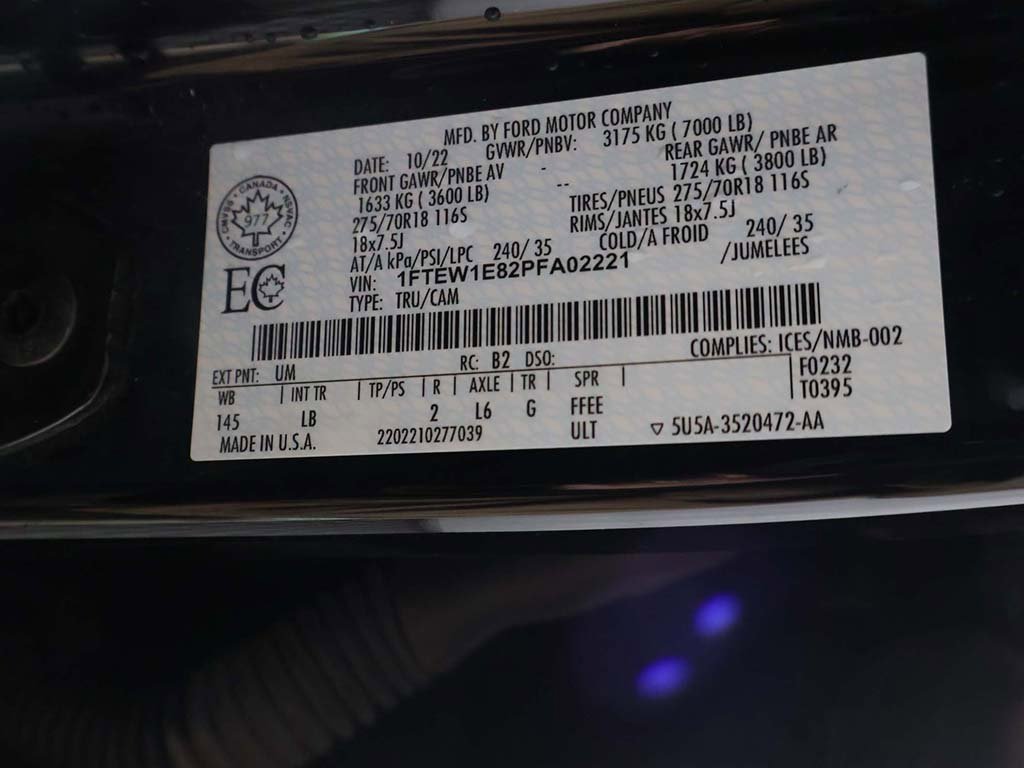 MFD. BY FORD MOTOR COMPANY
DATE: 10/22 GVWR/PNBV: 3175 KG ( 7000 LB)
FRONT GAWR/PNBE AV - REAR GAWR/ PNBE AR
1633 KG ( 3600 LB) -- 1724 KG ( 3800 LB)
275/70R18 116S TIRES/PNEUS 275/70R18 116S
18x7.5J RIMS/JANTES 18x7.5J
AT/A kPa/PSI/LPC 240/ 35 COLD/A FROID 240/ 35
VIN: 1FTEW1E82PFA02221 /JUMELEES
TYPE: TRU/CAM
CANADA
CMVSS NSVAC
977
TRANSPORT
EC
COMPLIES: ICES/NMB-002
EXT PNT: UM RC: B2 DSO: F0232
WB | INT TR | TP/PS | R | AXLE | TR | SPR | T0395
145 LB 2 L6 G FFEE
MADE IN U.S.A. 2202210277039 ULT ▽ 5U5A-3520472-AA